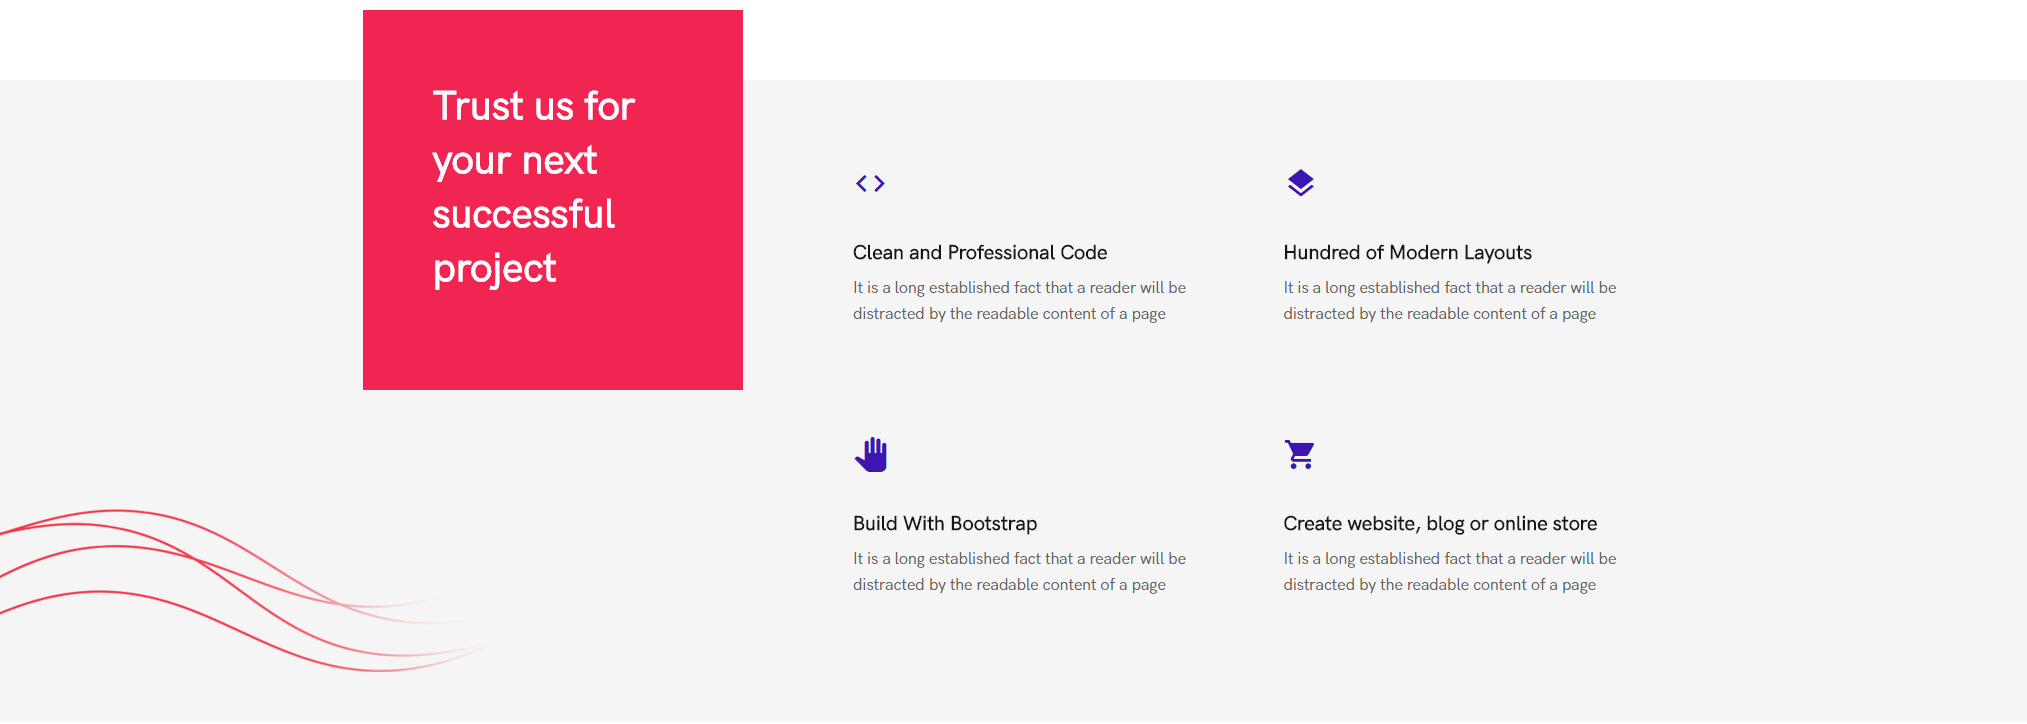 Trust us for
your next
successful
project
Clean and Professional Code
It is a long established fact that a reader will be
distracted by the readable content of a page
Hundred of Modern Layouts
It is a long established fact that a reader will be
distracted by the readable content of a page
Build With Bootstrap
It is a long established fact that a reader will be
distracted by the readable content of a page
Create website, blog or online store
It is a long established fact that a reader will be
distracted by the readable content of a page